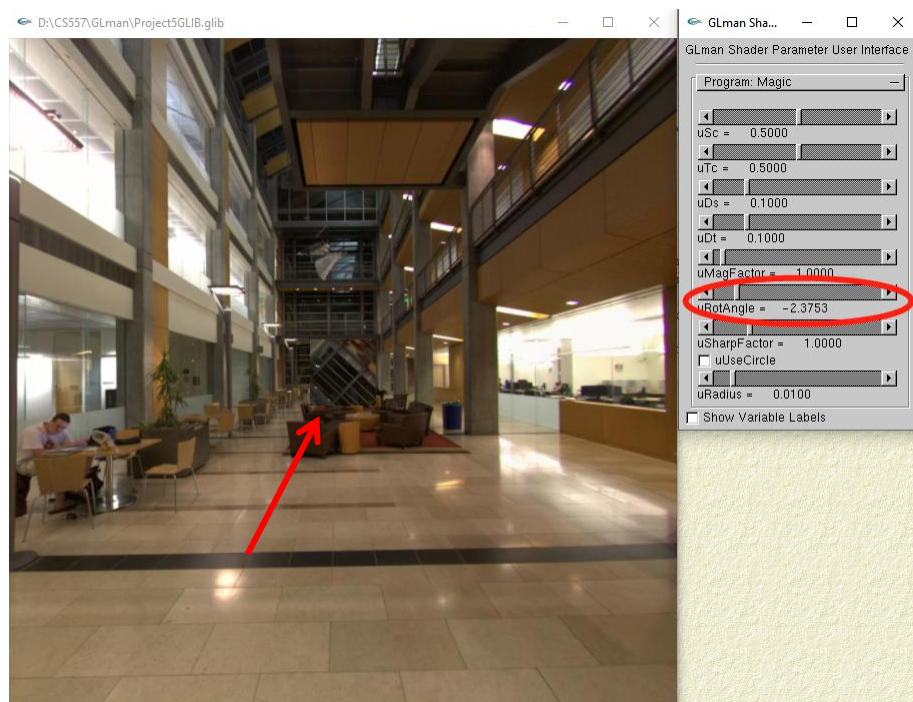 D:\CS557\GLman\Project5GLIB.glib
GLman Sha...
GLman Shader Parameter User Interface
Program: Magic
uSc = 0.5000
uTc = 0.5000
uDs = 0.1000
uDt = 0.1000
uMagFactor = 1.0000
uRotAngle = -2.3753
uSharpFactor = 1.0000
uUseCircle
uRadius = 0.0100
Show Variable Labels